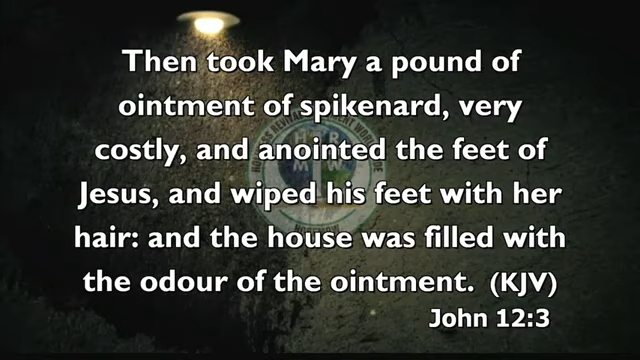 Then took Mary a pound of
ointment of spikenard, very
costly, and anointed the feet of
Jesus, and wiped his feet with her
hair: and the house was filled with
the odour of the ointment. (KJV)
John 12:3